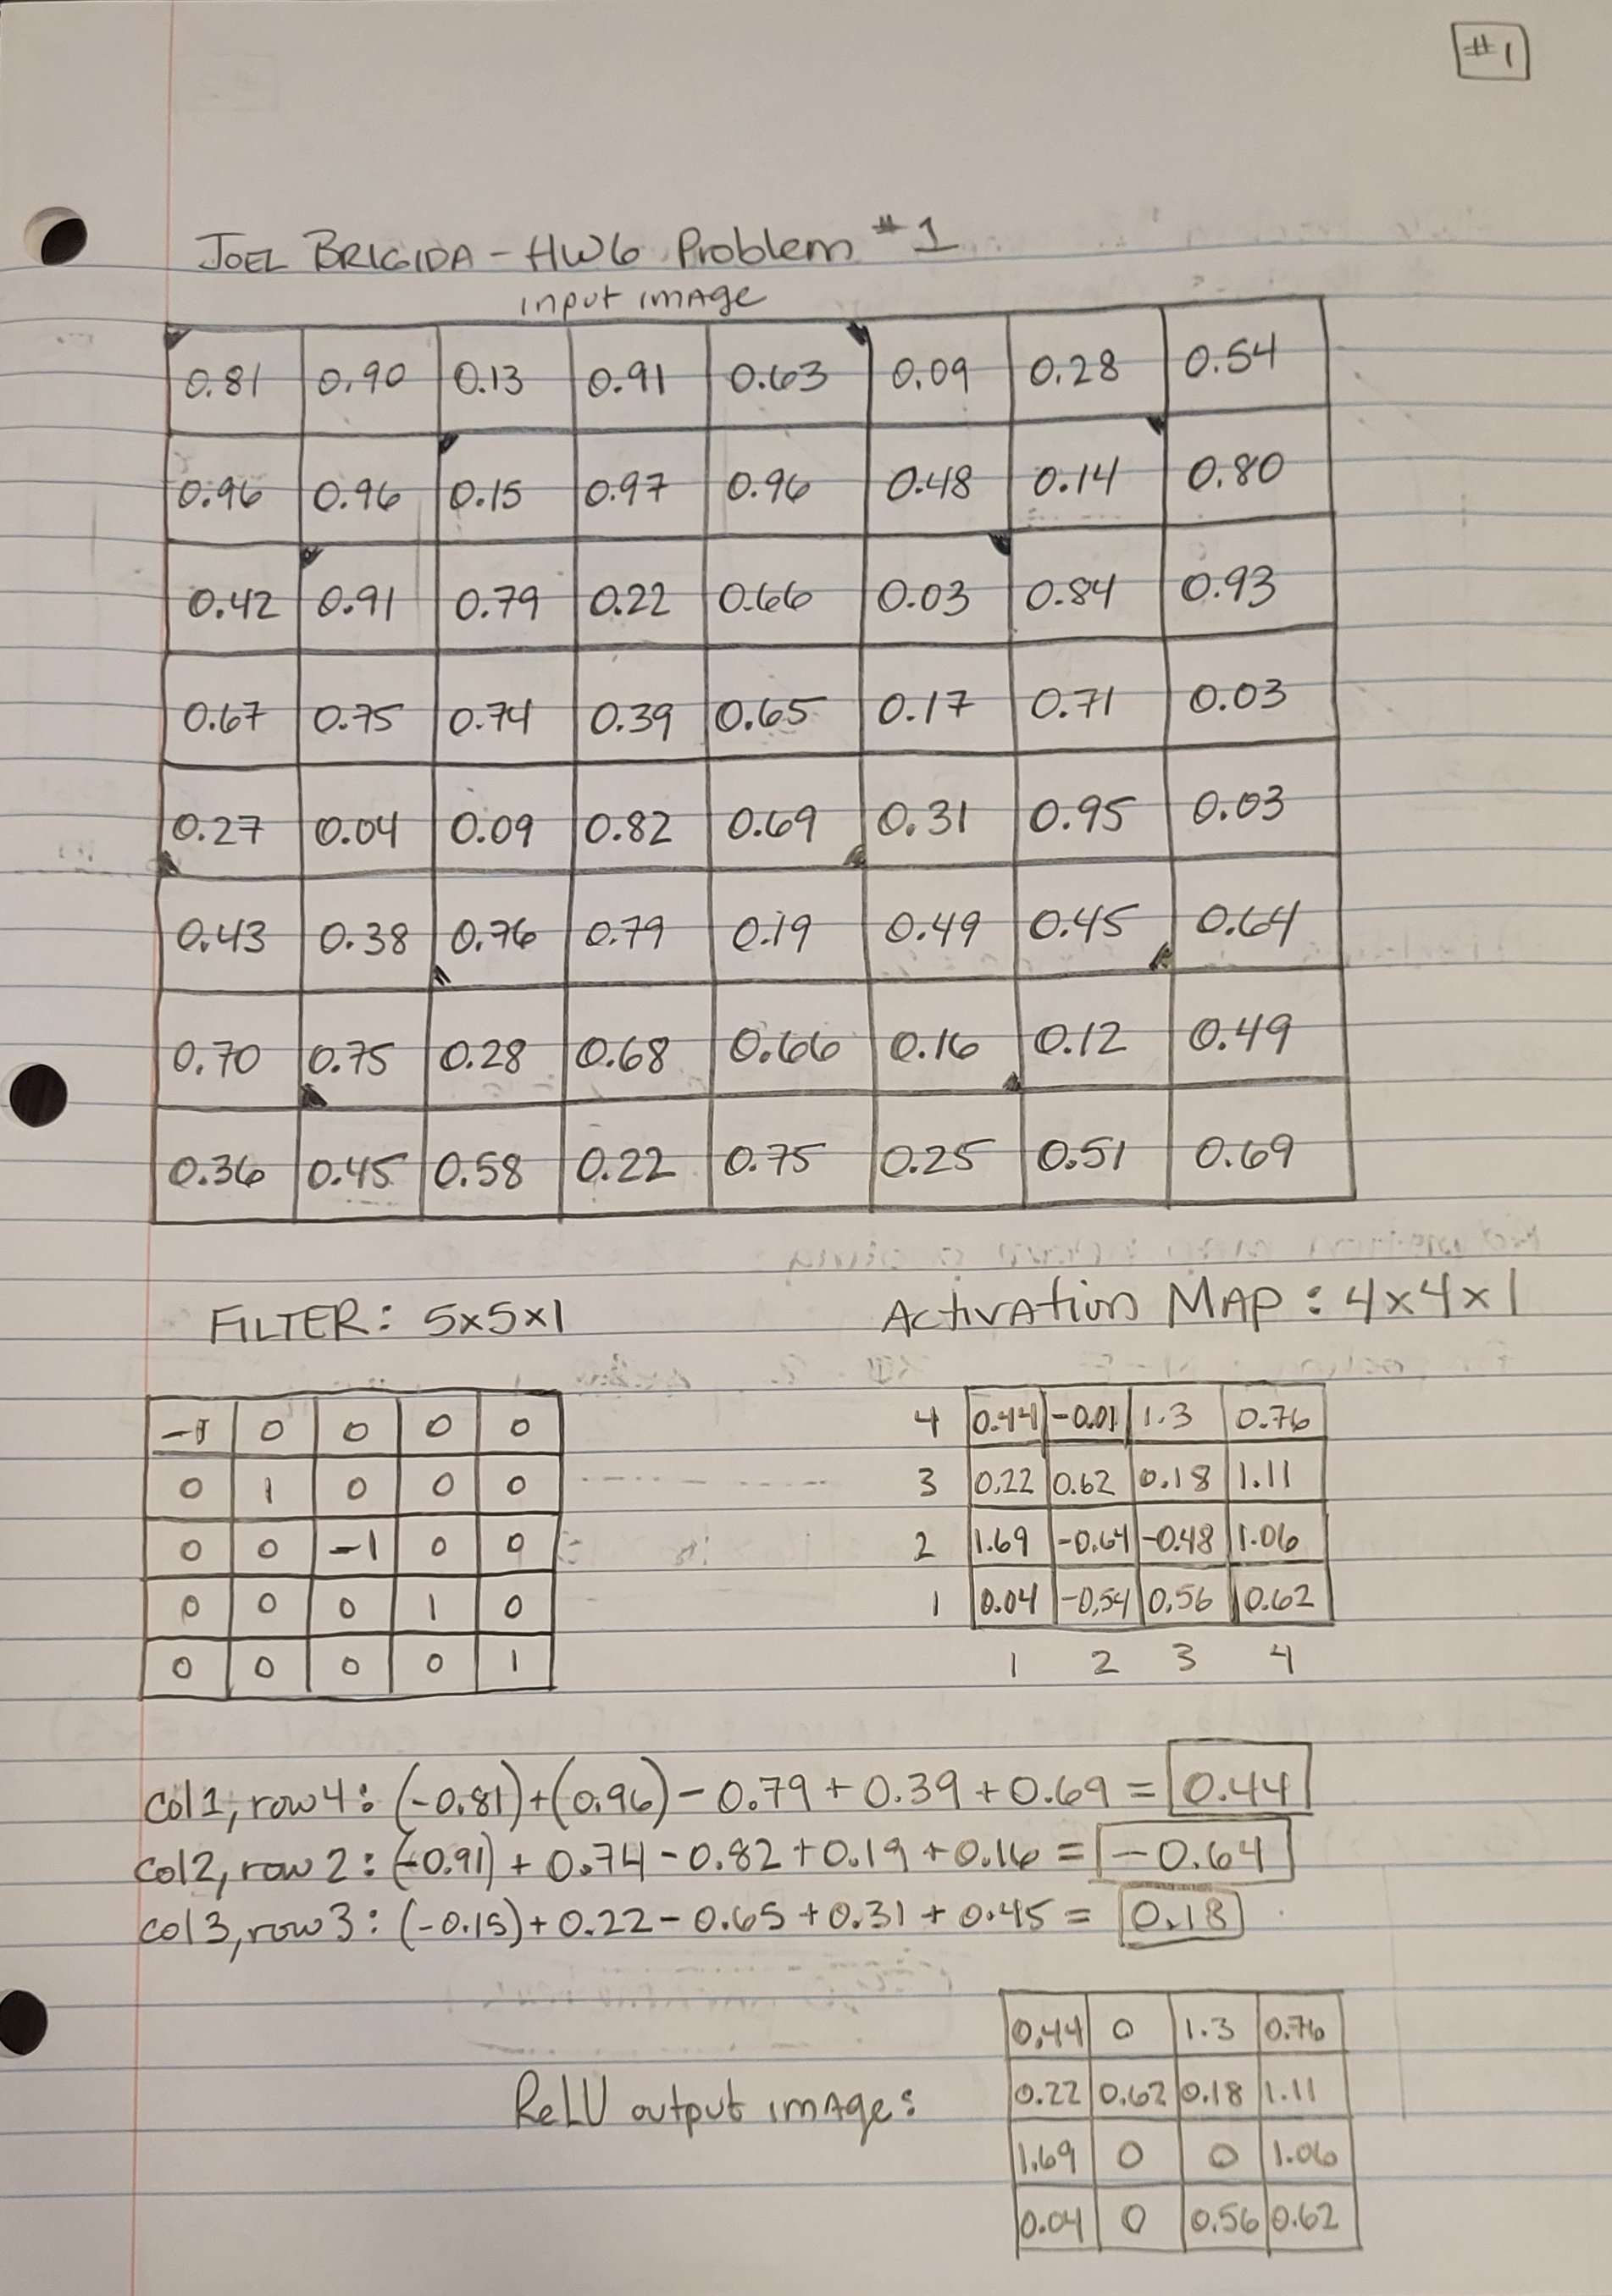 #1
JOEL BRIGIDA - HW6 Problem #1
input image
0.81 0.90 0.13 0.91 0.63 0.09 0.28 0.54
0.96 0.96 0.15 0.97 0.96 0.48 0.14 0.80
0.42 0.91 0.79 0.22 0.66 0.03 0.84 0.93
0.67 0.75 0.74 0.39 0.65 0.17 0.71 0.03
0.27 0.04 0.09 0.82 0.69 0.31 0.95 0.03
0.43 0.38 0.76 0.79 0.19 0.49 0.45 0.64
0.70 0.75 0.28 0.68 0.66 0.16 0.12 0.49
0.36 0.45 0.58 0.22 0.75 0.25 0.51 0.69
FILTER: 5x5x1
-1 0 0 0 0
0 1 0 0 0
0 0 -1 0 0
0 0 0 1 0
0 0 0 0 1
Activation Map: 4x4x1
4 0.44 -0.01 1.3 0.76
3 0.22 0.62 0.18 1.11
2 1.69 -0.64 -0.48 1.06
1 0.04 -0.54 0.56 0.62
1 2 3 4
col1, row4: (-0.81)+(0.96)-0.79+0.39+0.69 = 0.44
col2, row2: (-0.91)+0.74-0.82+0.19+0.16 = -0.64
col3, row3: (-0.15)+0.22-0.65+0.31+0.45 = 0.18
ReLU output image:
0.44 0 1.3 0.76
0.22 0.62 0.18 1.11
1.69 0 0 1.06
0.04 0 0.56 0.62